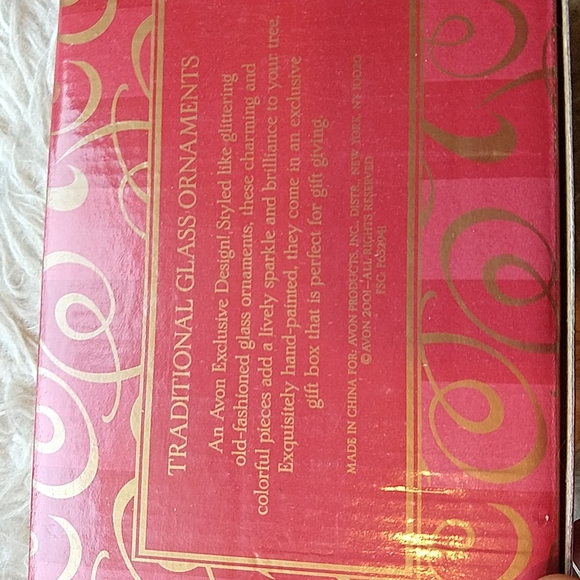 TRADITIONAL GLASS ORNAMENTS
An Avon Exclusive Design! Styled like glittering
old-fashioned glass ornaments, these charming and
colorful pieces add a lively sparkle and brilliance to your tree.
Exquisitely hand-painted, they come in an exclusive
gift box that is perfect for gift giving.
MADE IN CHINA FOR: AVON PRODUCTS, INC., DISTR., NEW YORK, NY 10020
© AVON 2001—ALL RIGHTS RESERVED